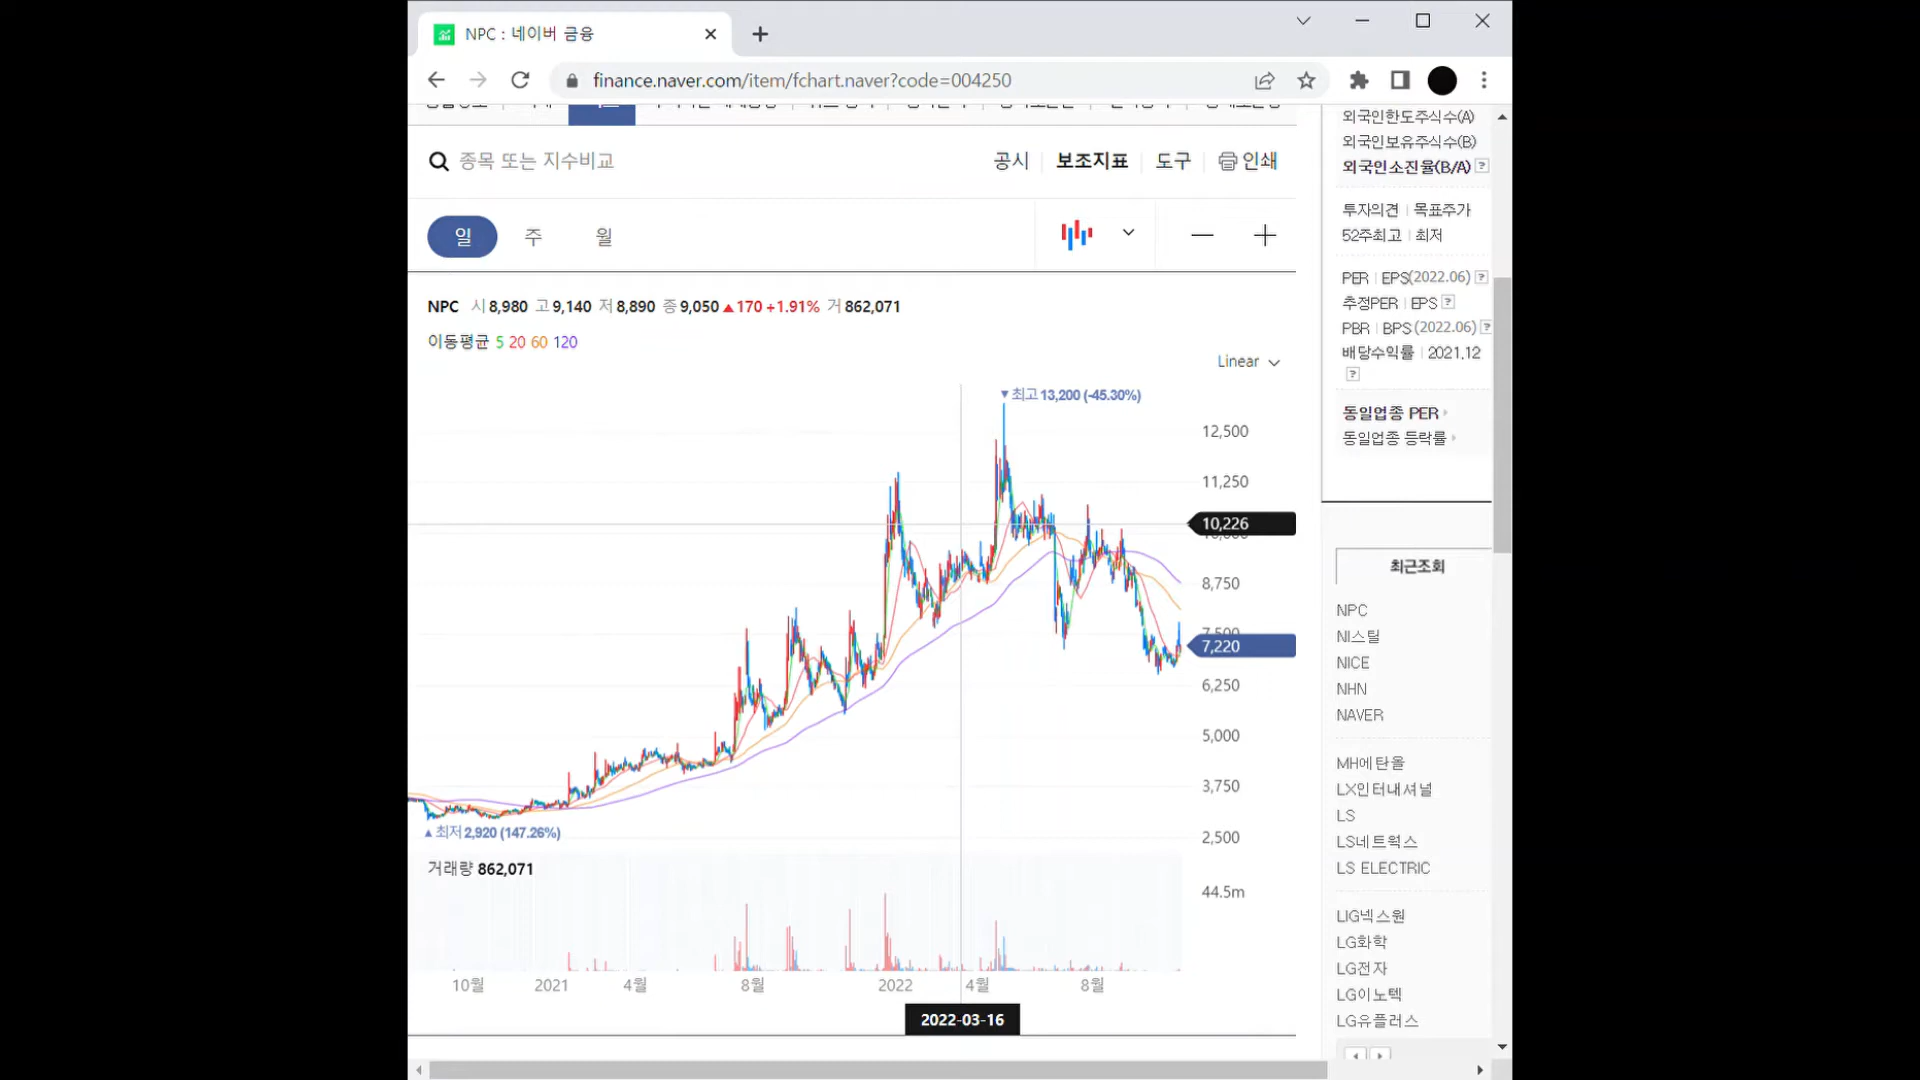 NPC : 네이버 금융
finance.naver.com/item/fchart.naver?code=004250
종목 또는 지수비교
공시 보조지표 도구 인쇄
일 주 월
NPC 시 8,980 고 9,140 저 8,890 종 9,050 ▲170 +1.91% 거 862,071
이동평균 5 20 60 120
Linear
▼최고 13,200 (-45.30%)
12,500
11,250
10,226
10,000
8,750
7,500
7,220
6,250
5,000
3,750
2,500
▲최저 2,920 (147.26%)
거래량 862,071
44.5m
10월 2021 4월 8월 2022 4월 8월
2022-03-16
외국인한도주식수(A)
외국인보유주식수(B)
외국인소진율(B/A) ?
투자의견 | 목표주가
52주최고 | 최저
PER | EPS(2022.06) ?
추정PER | EPS ?
PBR | BPS (2022.06) ?
배당수익률 | 2021.12
?
동일업종 PER
동일업종 등락률
최근조회
NPC
NI스틸
NICE
NHN
NAVER
MH에탄올
LX인터내셔널
LS
LS네트웍스
LS ELECTRIC
LIG넥스원
LG화학
LG전자
LG이노텍
LG유플러스